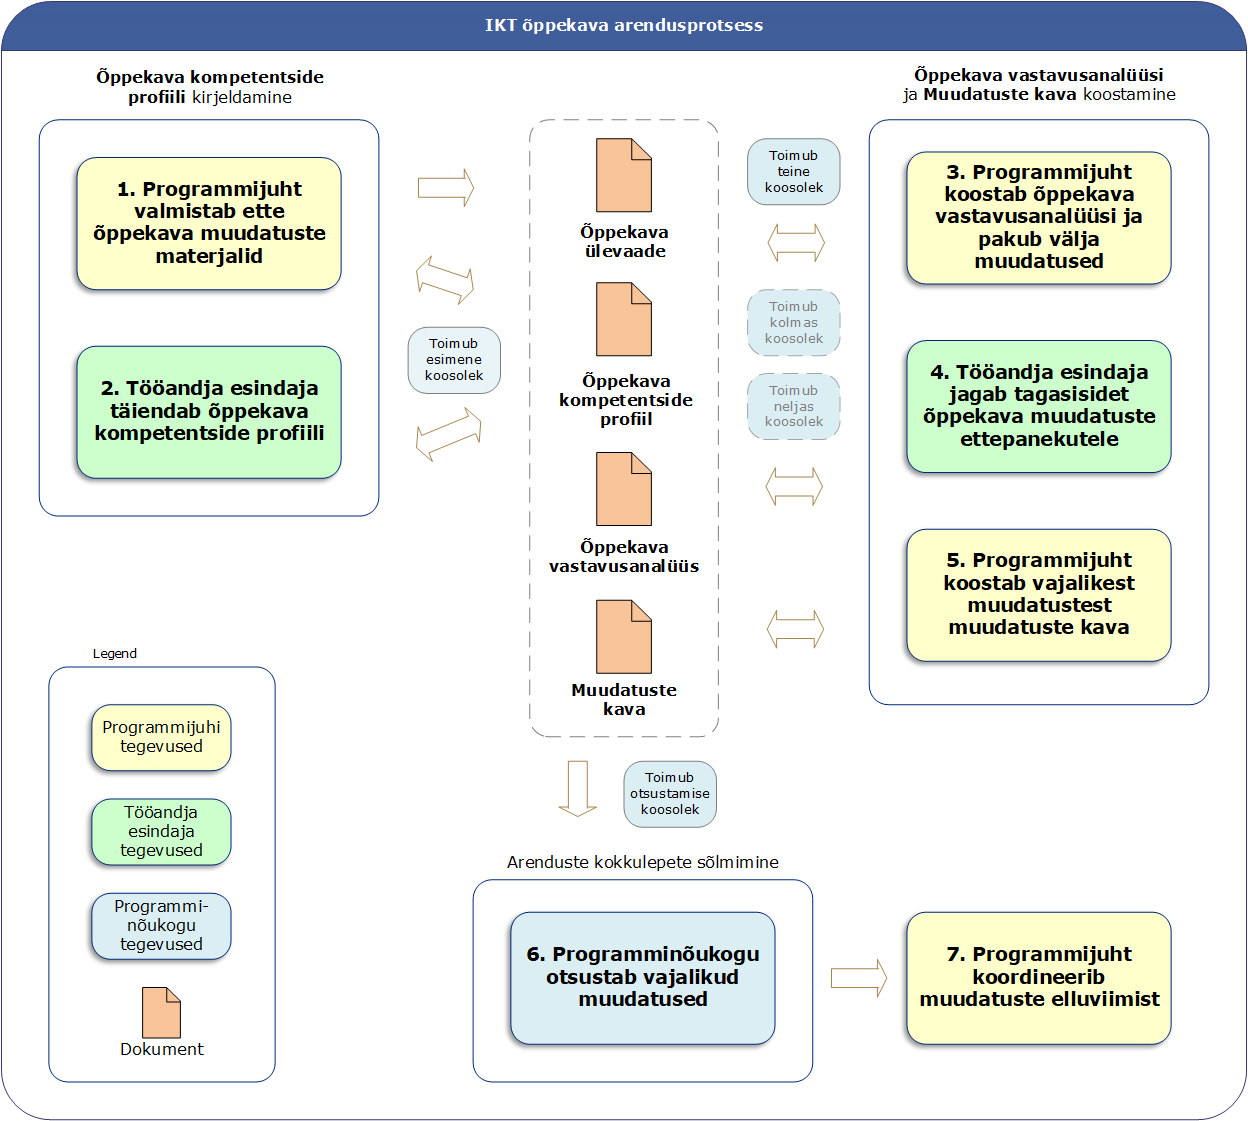 IKT õppekava arendusprotsess
Õppekava kompetentside
profiili kirjeldamine
1. Programmijuht
valmistab ette
õppekava muudatuste
materjalid
2. Tööandja esindaja
täiendab õppekava
kompetentside profiili
Toimub
esimene
koosolek
Õppekava
ülevaade
Õppekava
kompetentside
profiil
Õppekava
vastavusanalüüs
Muudatuste
kava
Toimub
teine
koosolek
Toimub
kolmas
koosolek
Toimub
neljas
koosolek
Õppekava vastavusanalüüsi
ja Muudatuste kava koostamine
3. Programmijuht
koostab õppekava
vastavusanalüüsi ja
pakub välja
muudatused
4. Tööandja esindaja
jagab tagasisidet
õppekava muudatuste
ettepanekutele
5. Programmijuht
koostab vajalikest
muudatustest
muudatuste kava
Legend
Programmijuhi
tegevused
Tööandja
esindaja
tegevused
Programmi-
nõukogu
tegevused
Dokument
Toimub
otsustamise
koosolek
Arenduste kokkulepete sõlmimine
6. Programminõukogu
otsustab vajalikud
muudatused
7. Programmijuht
koordineerib
muudatuste elluviimist